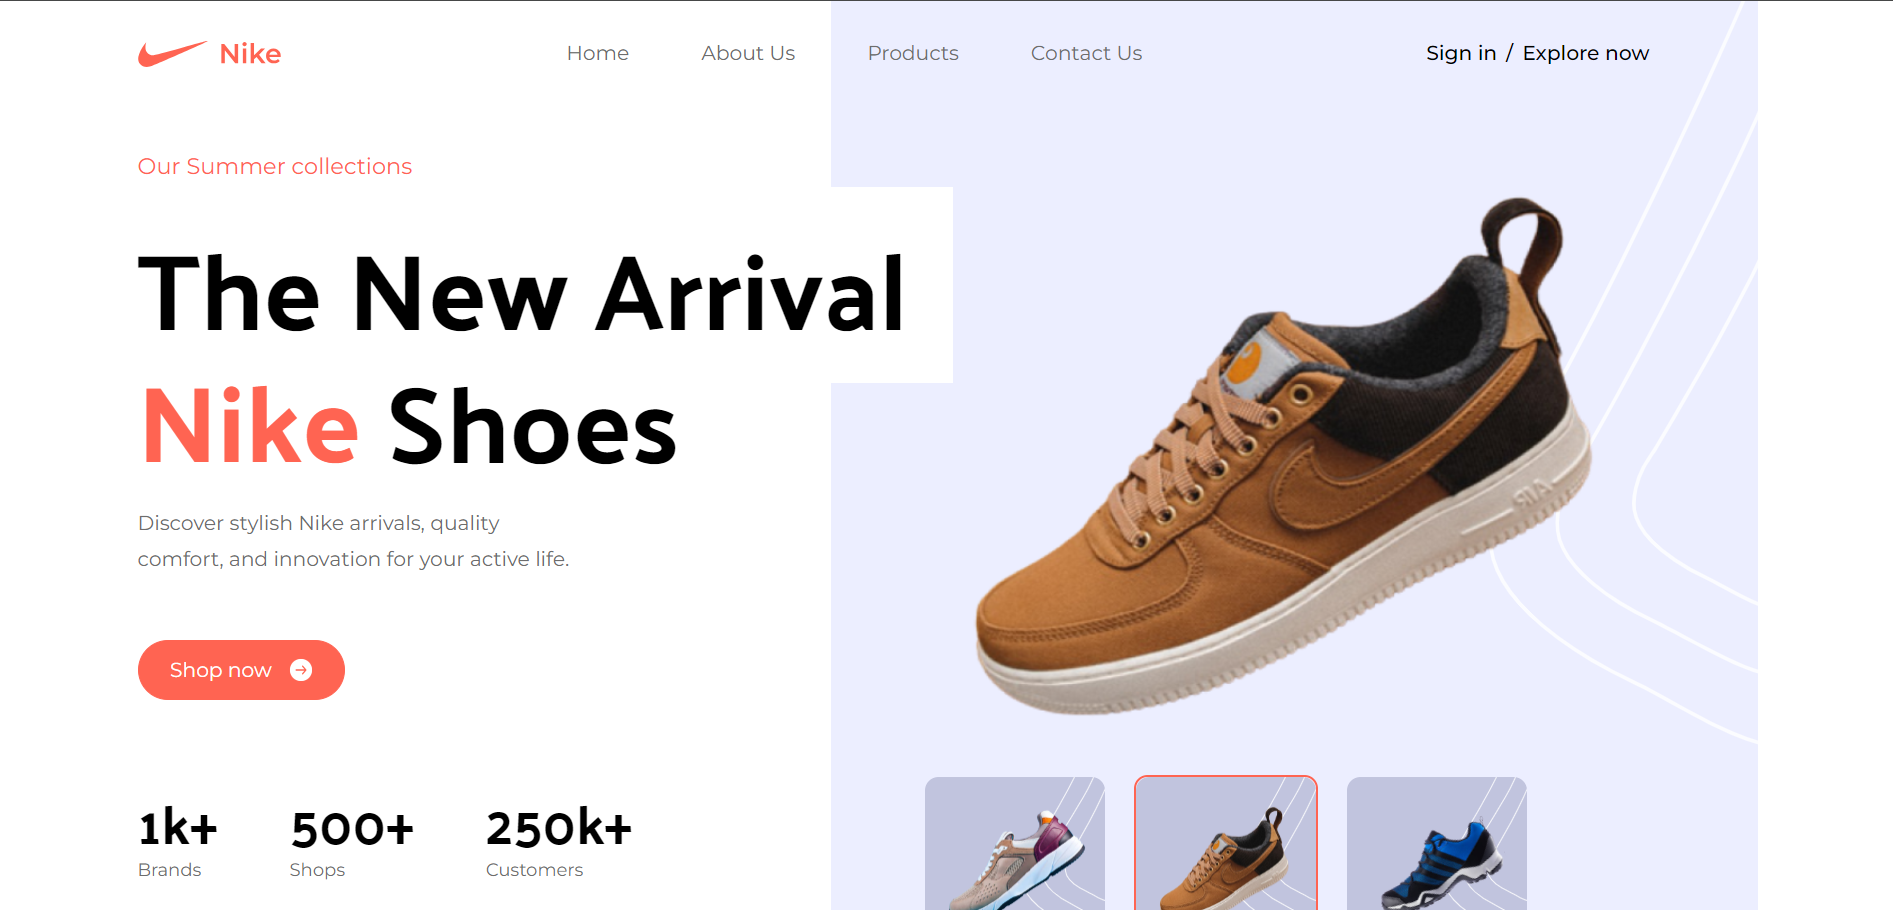 Nike
Home
About Us
Products
Contact Us
Sign in / Explore now
Our Summer collections
The New Arrival
Nike Shoes
Discover stylish Nike arrivals, quality
comfort, and innovation for your active life.
Shop now
1k+
Brands
500+
Shops
250k+
Customers
AIR